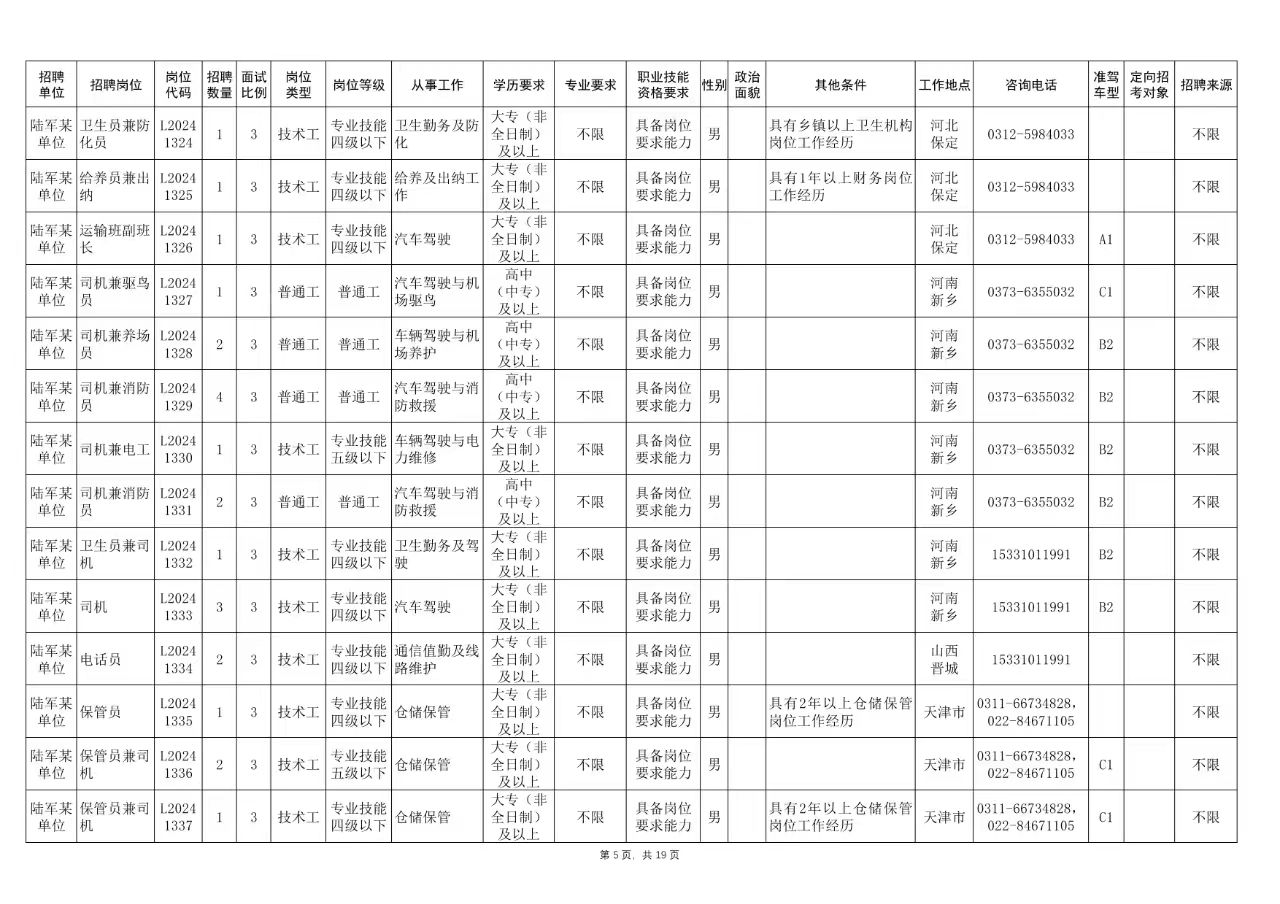 招聘单位 招聘岗位 岗位代码 招聘数量 面试比例 岗位类型 岗位等级 从事工作 学历要求 专业要求 职业技能资格要求 性别 政治面貌 其他条件 工作地点 咨询电话 准驾车型 定向招考对象 招聘来源
陆军某单位 卫生员兼防化员 L20241324 1 3 技术工 专业技能四级以下 卫生勤务及防化 大专（非全日制）及以上 不限 具备岗位要求能力 男 具有乡镇以上卫生机构岗位工作经历 河北保定 0312-5984033 不限
陆军某单位 给养员兼出纳 L20241325 1 3 技术工 专业技能四级以下 给养及出纳工作 大专（非全日制）及以上 不限 具备岗位要求能力 男 具有1年以上财务岗位工作经历 河北保定 0312-5984033 不限
陆军某单位 运输班副班长 L20241326 1 3 技术工 专业技能四级以下 汽车驾驶 大专（非全日制）及以上 不限 具备岗位要求能力 男 河北保定 0312-5984033 A1 不限
陆军某单位 司机兼驱鸟员 L20241327 1 3 普通工 普通工 汽车驾驶与机场驱鸟 高中（中专）及以上 不限 具备岗位要求能力 男 河南新乡 0373-6355032 C1 不限
陆军某单位 司机兼养场员 L20241328 2 3 普通工 普通工 车辆驾驶与机场养护 高中（中专）及以上 不限 具备岗位要求能力 男 河南新乡 0373-6355032 B2 不限
陆军某单位 司机兼消防员 L20241329 4 3 普通工 普通工 汽车驾驶与消防救援 高中（中专）及以上 不限 具备岗位要求能力 男 河南新乡 0373-6355032 B2 不限
陆军某单位 司机兼电工 L20241330 1 3 技术工 专业技能五级以下 车辆驾驶与电力维修 大专（非全日制）及以上 不限 具备岗位要求能力 男 河南新乡 0373-6355032 B2 不限
陆军某单位 司机兼消防员 L20241331 2 3 普通工 普通工 汽车驾驶与消防救援 高中（中专）及以上 不限 具备岗位要求能力 男 河南新乡 0373-6355032 B2 不限
陆军某单位 卫生员兼司机 L20241332 1 3 技术工 专业技能四级以下 卫生勤务及驾驶 大专（非全日制）及以上 不限 具备岗位要求能力 男 河南新乡 15331011991 B2 不限
陆军某单位 司机 L20241333 3 3 技术工 专业技能四级以下 汽车驾驶 大专（非全日制）及以上 不限 具备岗位要求能力 男 河南新乡 15331011991 B2 不限
陆军某单位 电话员 L20241334 2 3 技术工 专业技能四级以下 通信值勤及线路维护 大专（非全日制）及以上 不限 具备岗位要求能力 男 山西晋城 15331011991 不限
陆军某单位 保管员 L20241335 1 3 技术工 专业技能四级以下 仓储保管 大专（非全日制）及以上 不限 具备岗位要求能力 男 具有2年以上仓储保管岗位工作经历 天津市 0311-66734828，022-84671105 不限
陆军某单位 保管员兼司机 L20241336 2 3 技术工 专业技能五级以下 仓储保管 大专（非全日制）及以上 不限 具备岗位要求能力 男 天津市 0311-66734828，022-84671105 C1 不限
陆军某单位 保管员兼司机 L20241337 1 3 技术工 专业技能四级以下 仓储保管 大专（非全日制）及以上 不限 具备岗位要求能力 男 具有2年以上仓储保管岗位工作经历 天津市 0311-66734828，022-84671105 C1 不限
第 5 页，共 19 页